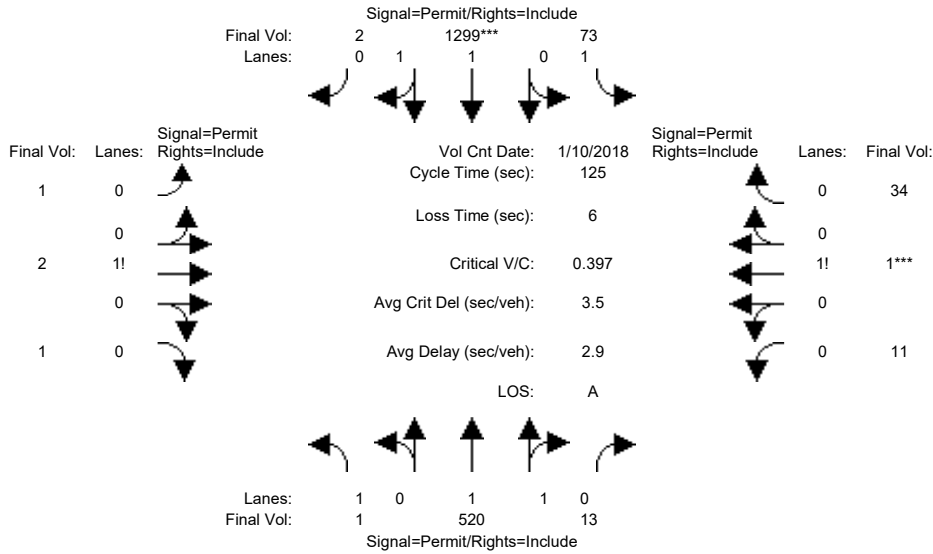 Signal=Permit/Rights=Include
Final Vol: 2 1299*** 73
Lanes: 0 1 1 0 1
Signal=Permit Signal=Permit
Final Vol: Lanes: Rights=Include Vol Cnt Date: 1/10/2018 Rights=Include Lanes: Final Vol:
Cycle Time (sec): 125
1 0 0 34
Loss Time (sec): 6
0 0
2 1! Critical V/C: 0.397 1! 1***
0 Avg Crit Del (sec/veh): 3.5 0
1 0 Avg Delay (sec/veh): 2.9 0 11
LOS: A
Lanes: 1 0 1 1 0
Final Vol: 1 520 13
Signal=Permit/Rights=Include